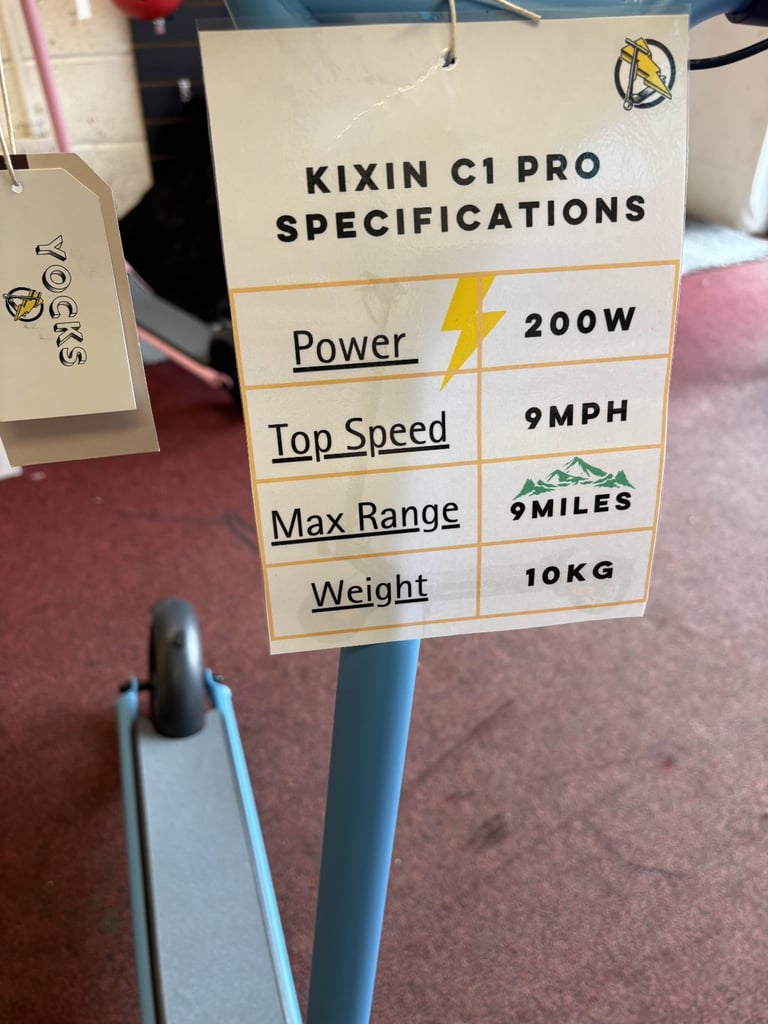 KIXIN C1 PRO
SPECIFICATIONS
Power 200W
Top Speed 9MPH
Max Range 9MILES
Weight 10KG
YOCKS